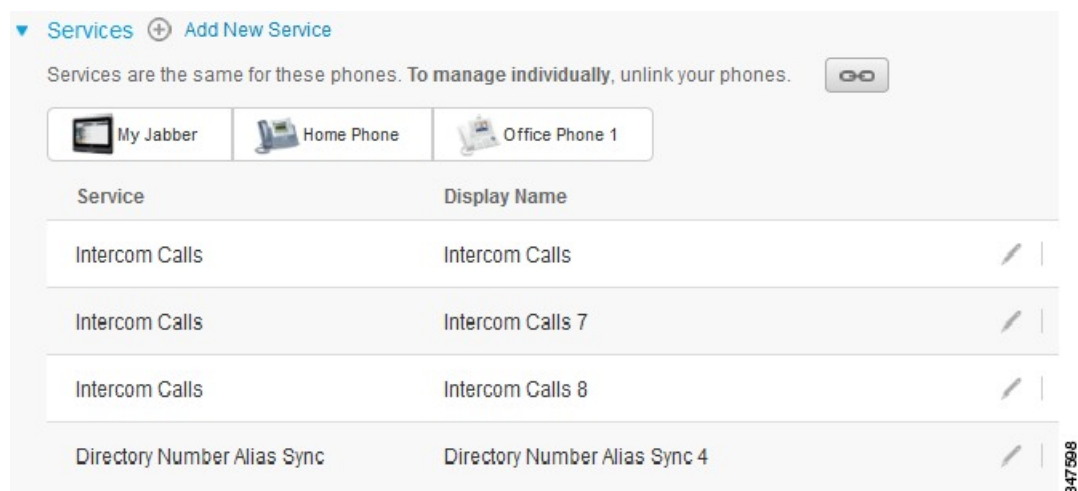 Services Add New Service
Services are the same for these phones. To manage individually, unlink your phones.
My Jabber Home Phone Office Phone 1
Service Display Name
Intercom Calls Intercom Calls
Intercom Calls Intercom Calls 7
Intercom Calls Intercom Calls 8
Directory Number Alias Sync Directory Number Alias Sync 4
347598